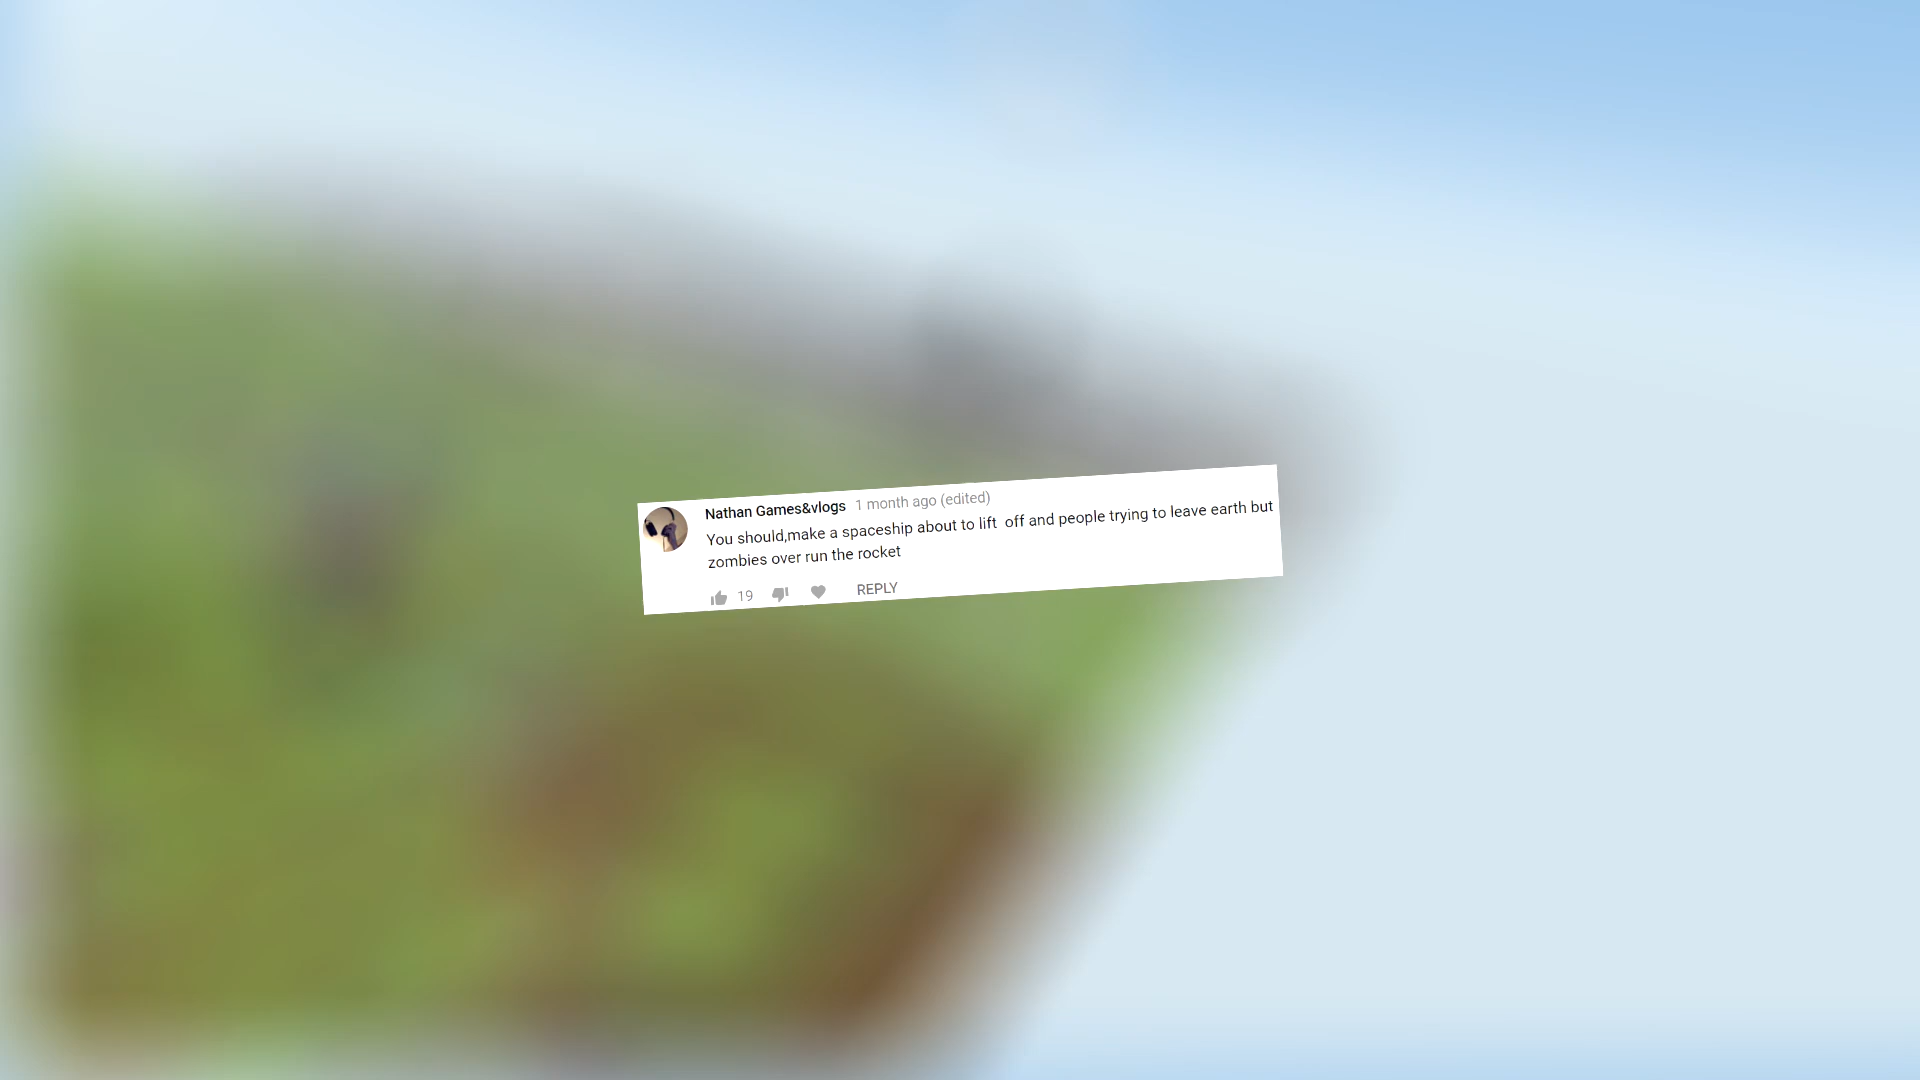 Nathan Games&vlogs 1 month ago (edited)
You should,make a spaceship about to lift  off and people trying to leave earth but
zombies over run the rocket
19 REPLY